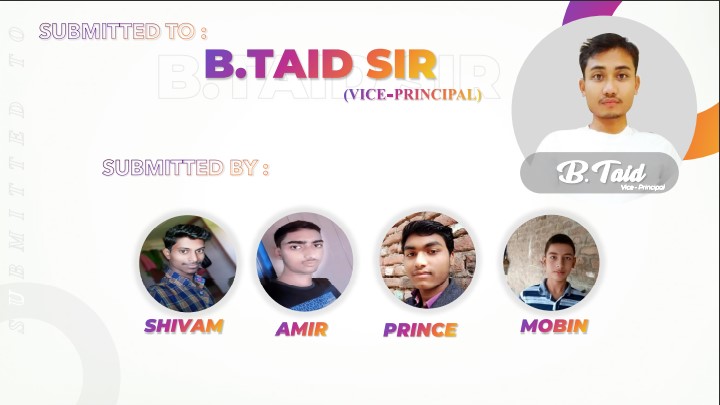 SUBMITTED TO :
B.TAID SIR
B.TAID SIR
(VICE-PRINCIPAL)
B. Taid
Vice - Principal
SUBMITTED TO
SUBMITTED BY :
SHIVAM
AMIR
PRINCE
MOBIN